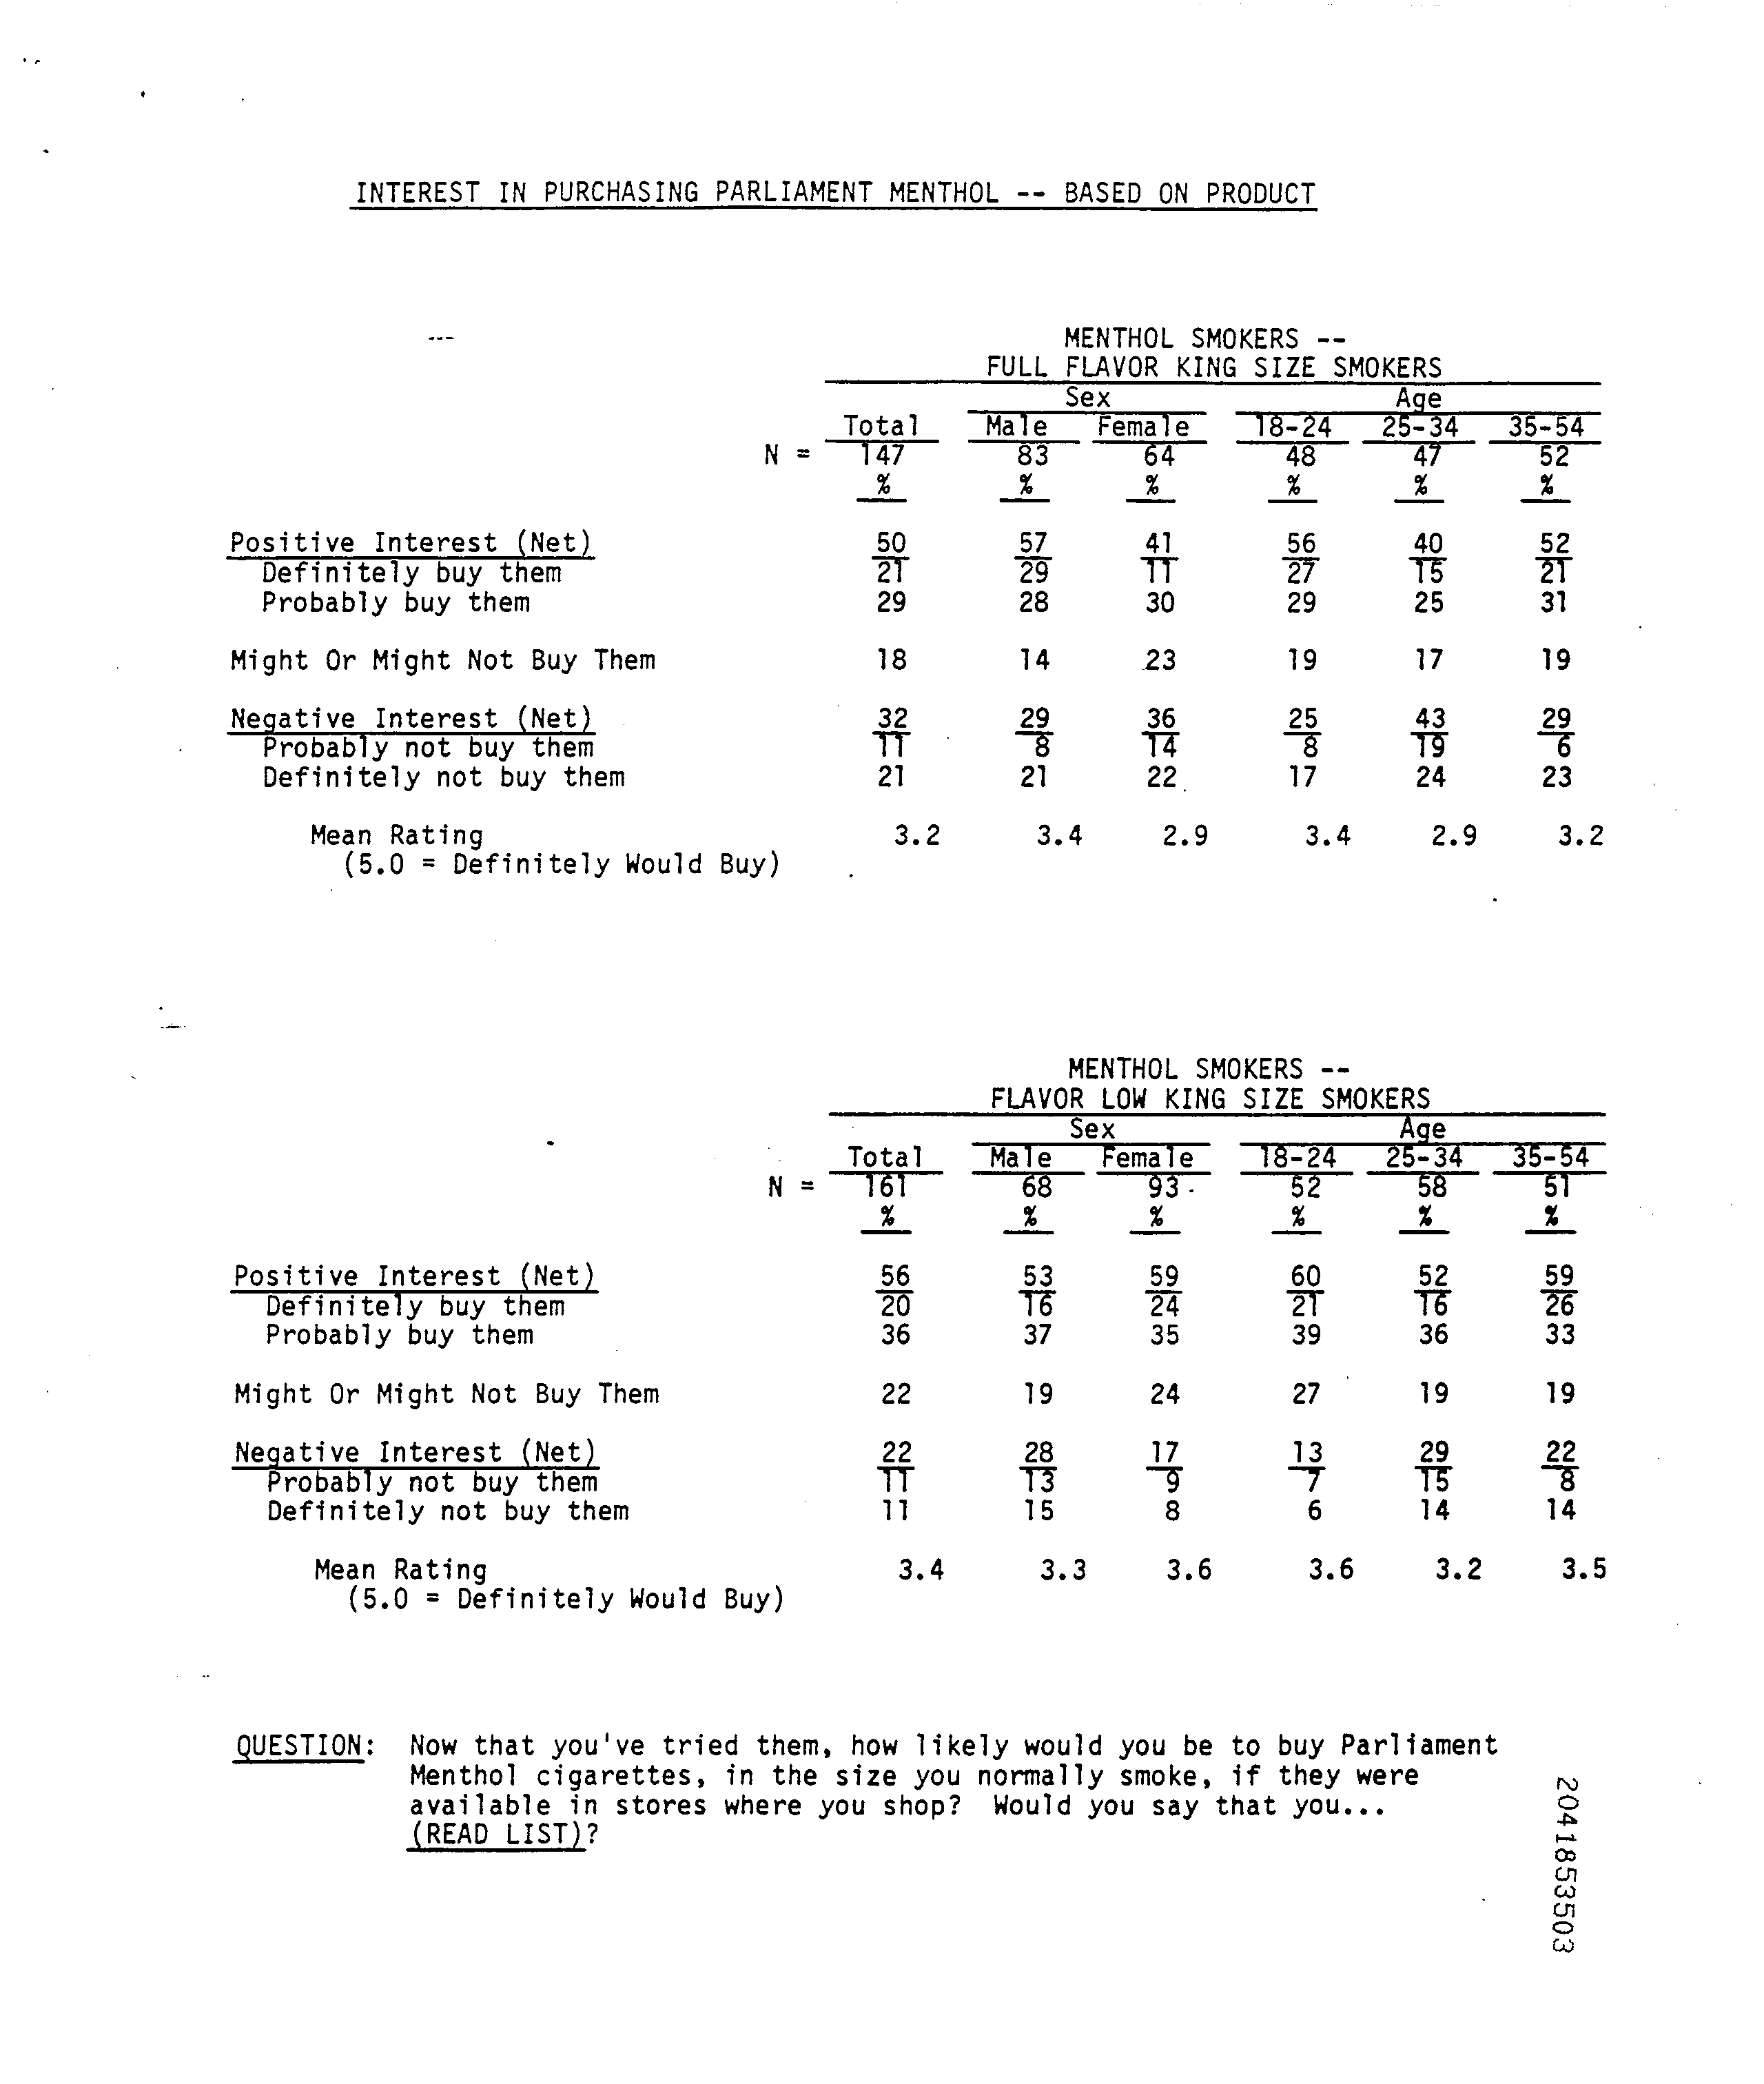 INTEREST IN PURCHASING PARLIAMENT MENTHOL -- BASED ON PRODUCT
MENTHOL SMOKERS --
FULL FLAVOR KING SIZE SMOKERS
Sex Age
Total Male Female 18-24 25-34 35-54
N = 147 83 64 48 47 52
% % % % % %
Positive Interest (Net) 50 57 41 56 40 52
Definitely buy them 21 29 11 27 15 21
Probably buy them 29 28 30 29 25 31
Might Or Might Not Buy Them 18 14 23 19 17 19
Negative Interest (Net) 32 29 36 25 43 29
Probably not buy them 11 8 14 8 19 6
Definitely not buy them 21 21 22 17 24 23
Mean Rating 3.2 3.4 2.9 3.4 2.9 3.2
(5.0 = Definitely Would Buy)
MENTHOL SMOKERS --
FLAVOR LOW KING SIZE SMOKERS
Sex Age
Total Male Female 18-24 25-34 35-54
N = 161 68 93 52 58 51
% % % % % %
Positive Interest (Net) 56 53 59 60 52 59
Definitely buy them 20 16 24 21 16 26
Probably buy them 36 37 35 39 36 33
Might Or Might Not Buy Them 22 19 24 27 19 19
Negative Interest (Net) 22 28 17 13 29 22
Probably not buy them 11 13 9 7 15 8
Definitely not buy them 11 15 8 6 14 14
Mean Rating 3.4 3.3 3.6 3.6 3.2 3.5
(5.0 = Definitely Would Buy)
QUESTION: Now that you've tried them, how likely would you be to buy Parliament
Menthol cigarettes, in the size you normally smoke, if they were
available in stores where you shop? Would you say that you...
(READ LIST)?
2041853503